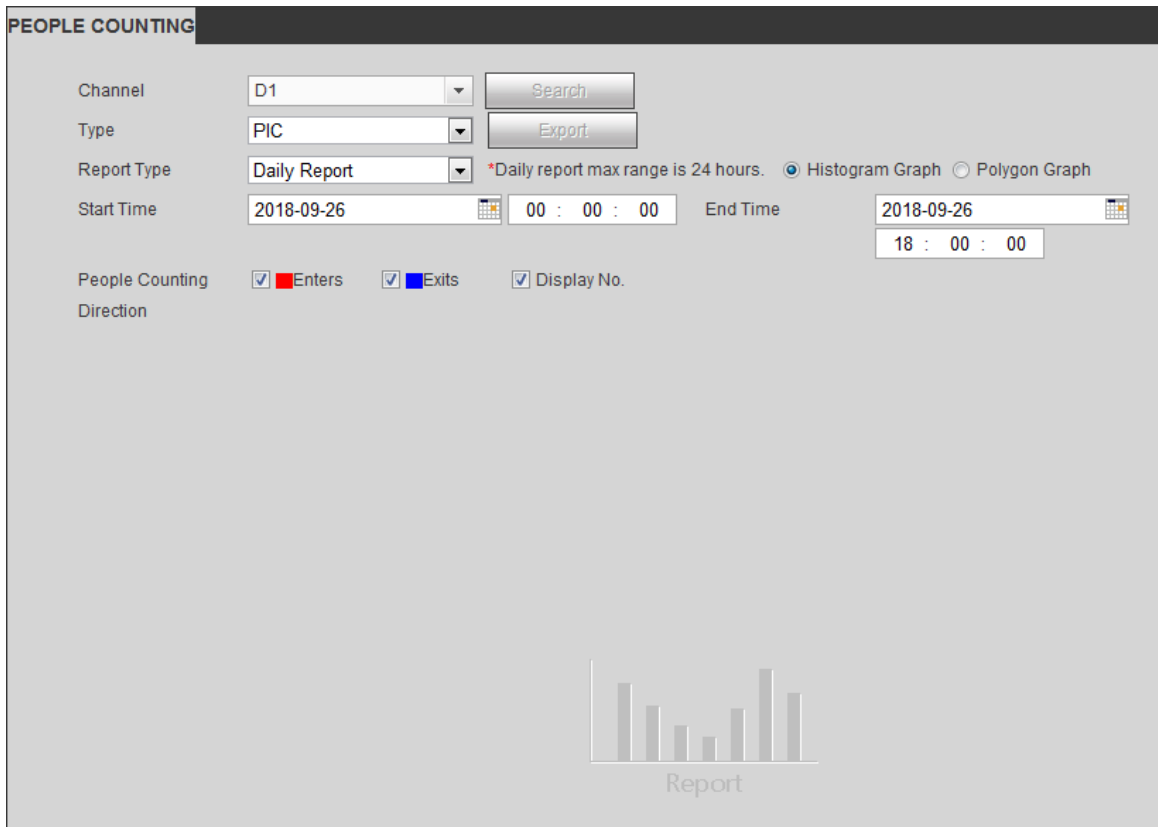 PEOPLE COUNTING
Channel D1 Search
Type PIC Export
Report Type Daily Report *Daily report max range is 24 hours. Histogram Graph Polygon Graph
Start Time 2018-09-26 00 : 00 : 00 End Time 2018-09-26
18 : 00 : 00
People Counting Enters Exits Display No.
Direction
Report